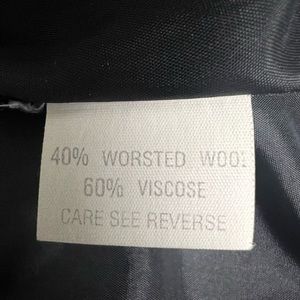 40% WORSTED WOOL
60% VISCOSE
CARE SEE REVERSE